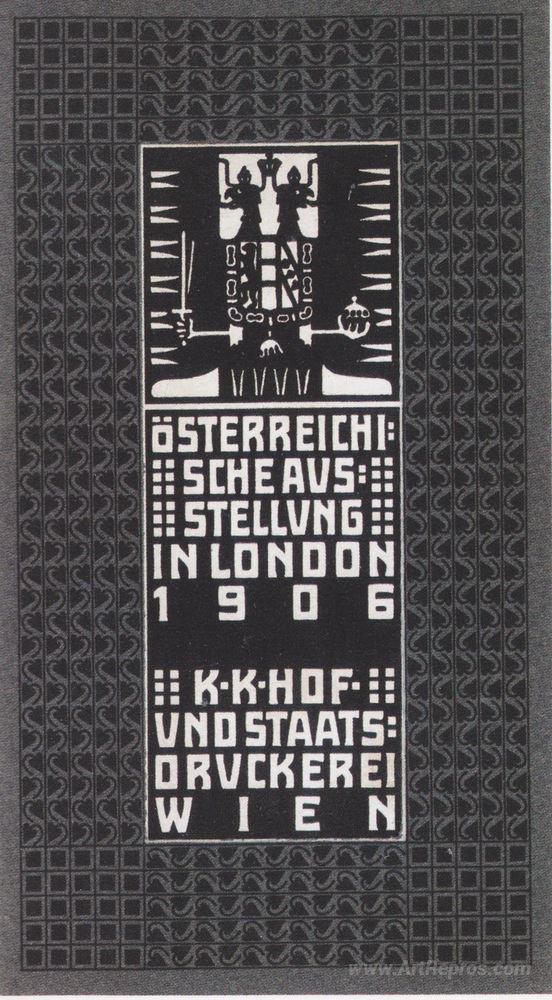 ÖSTERREICHI:
SCHE AVS:
STELLVNG
IN LONDON
1906
K·K·HOF·
VND STAATS:
DRVCKEREI
WIEN
www.ArtRepros.com